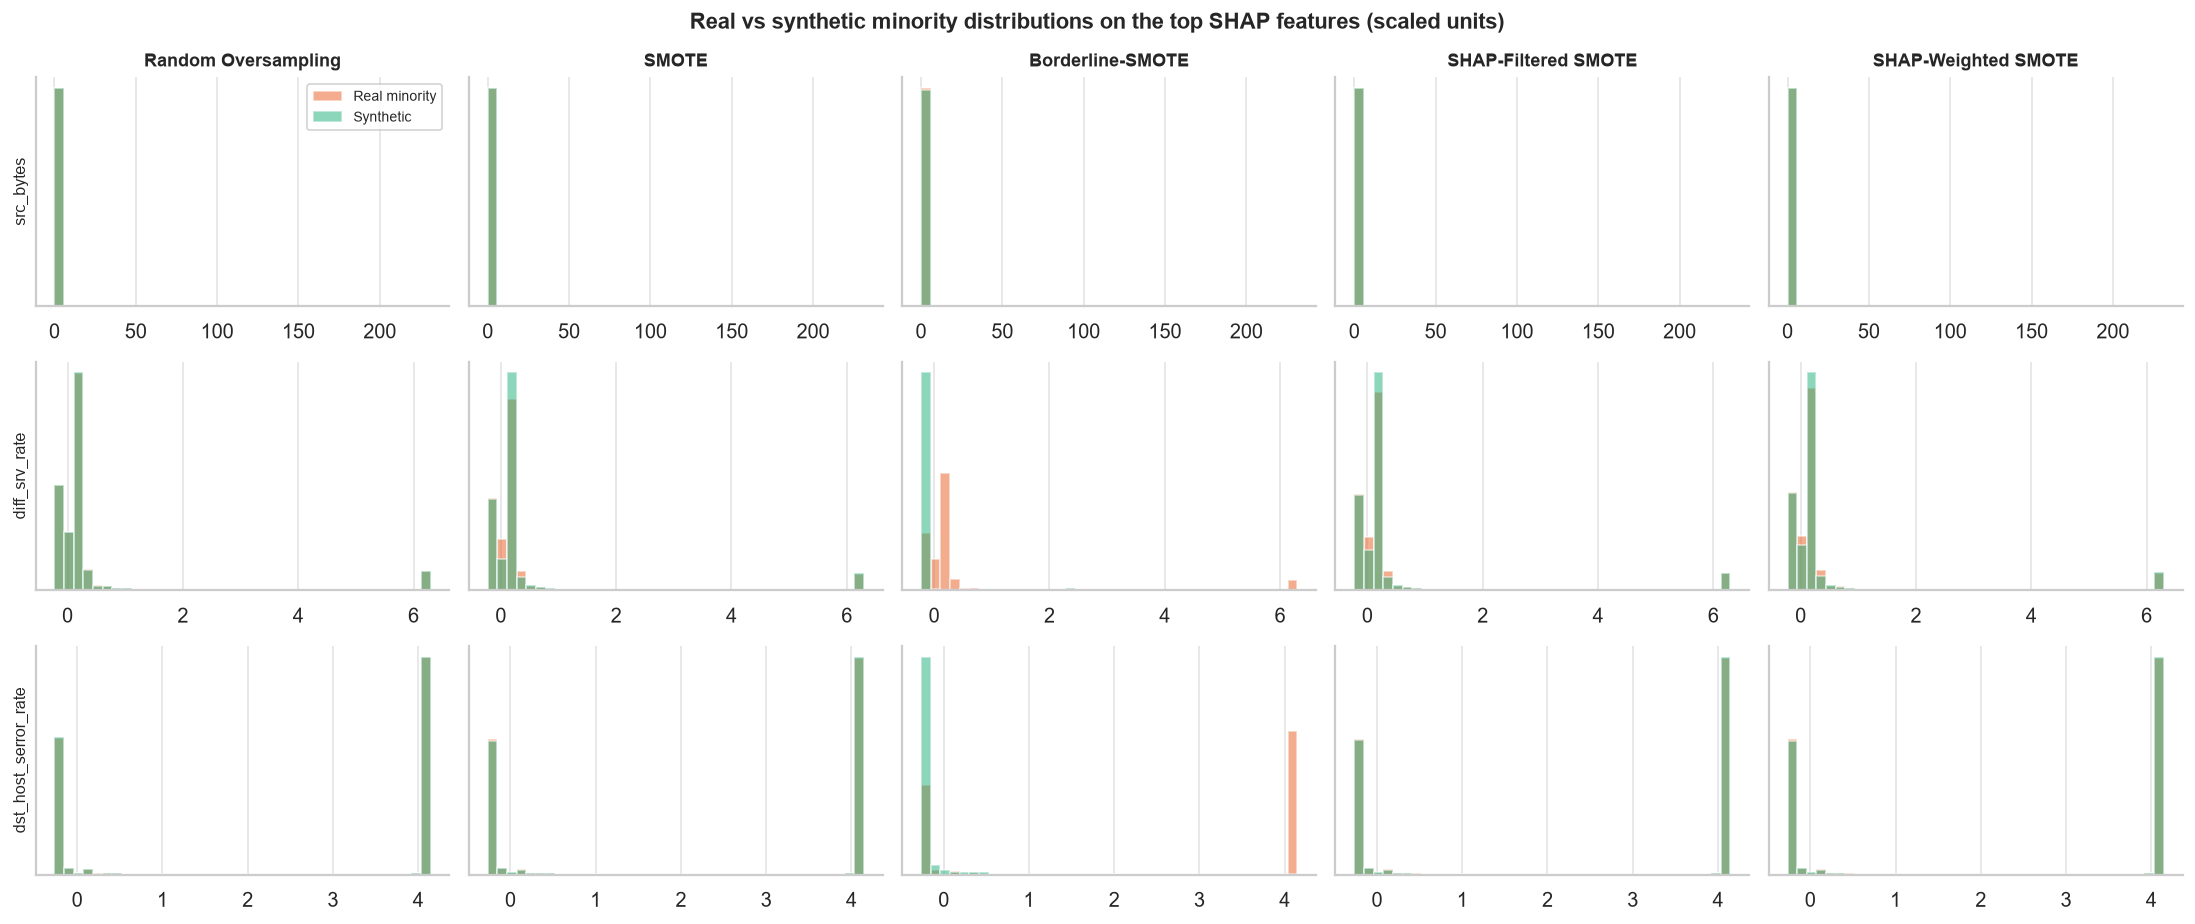 Real vs synthetic minority distributions on the top SHAP features (scaled units)
Random Oversampling
SMOTE
Borderline-SMOTE
SHAP-Filtered SMOTE
SHAP-Weighted SMOTE
Real minority
Synthetic
src_bytes
0 50 100 150 200
0 50 100 150 200
0 50 100 150 200
0 50 100 150 200
0 50 100 150 200
diff_srv_rate
0 2 4 6
0 2 4 6
0 2 4 6
0 2 4 6
0 2 4 6
dst_host_serror_rate
0 1 2 3 4
0 1 2 3 4
0 1 2 3 4
0 1 2 3 4
0 1 2 3 4